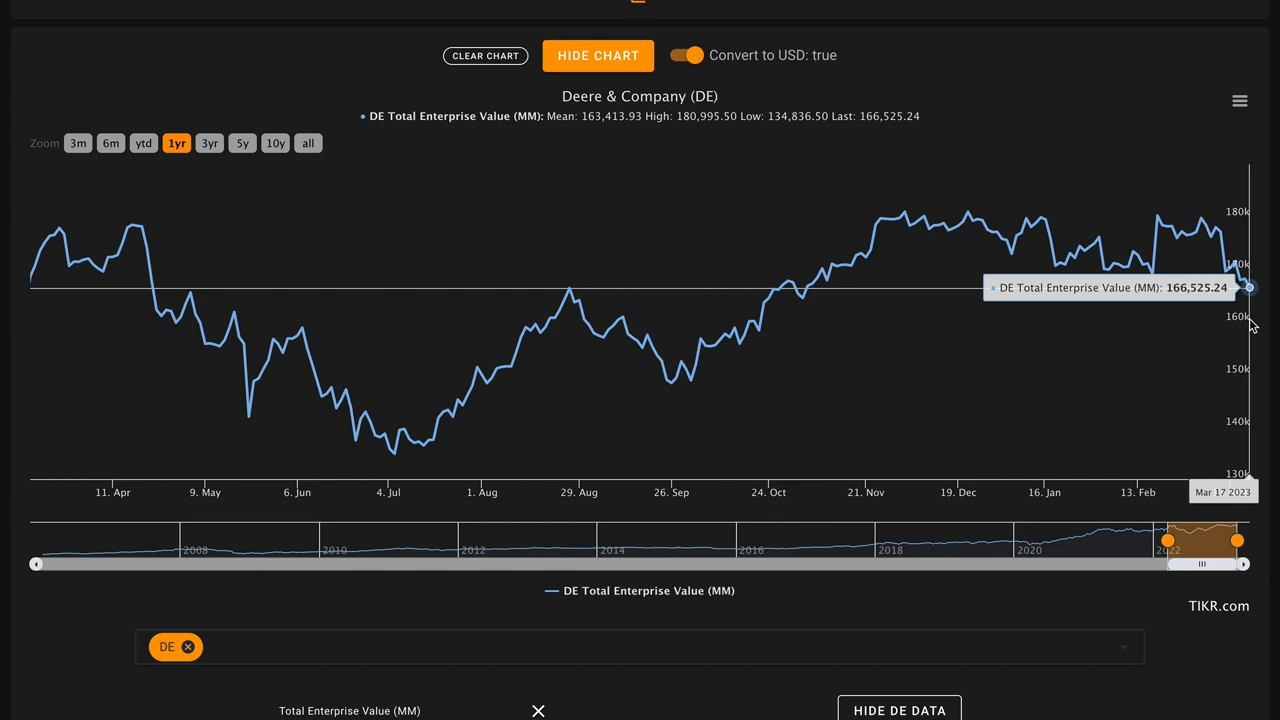 CLEAR CHART HIDE CHART Convert to USD: true
Deere & Company (DE)
DE Total Enterprise Value (MM): Mean: 163,413.93 High: 180,995.50 Low: 134,836.50 Last: 166,525.24
Zoom 3m 6m ytd 1yr 3yr 5y 10y all
180k
170k
DE Total Enterprise Value (MM): 166,525.24
160k
150k
140k
130k
11. Apr 9. May 6. Jun 4. Jul 1. Aug 29. Aug 26. Sep 24. Oct 21. Nov 19. Dec 16. Jan 13. Feb Mar 17 2023
2008 2010 2012 2014 2016 2018 2020 2022
DE Total Enterprise Value (MM)
TIKR.com
DE
Total Enterprise Value (MM) HIDE DE DATA